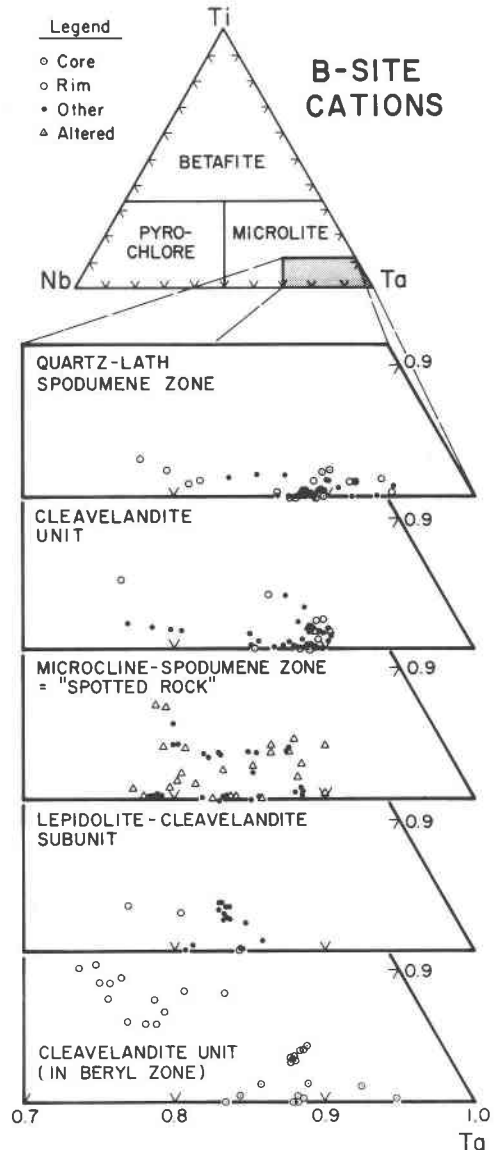 Ti
Legend
Core
Rim
Other
Altered
B-SITE
CATIONS
BETAFITE
PYRO-
CHLORE
MICROLITE
Nb
Ta
QUARTZ-LATH
SPODUMENE ZONE
0.9
CLEAVELANDITE
UNIT
0.9
MICROCLINE-SPODUMENE ZONE
= "SPOTTED ROCK"
0.9
LEPIDOLITE-CLEAVELANDITE
SUBUNIT
0.9
0.9
CLEAVELANDITE UNIT
(IN BERYL ZONE)
0.7
0.8
0.9
1.0
Ta